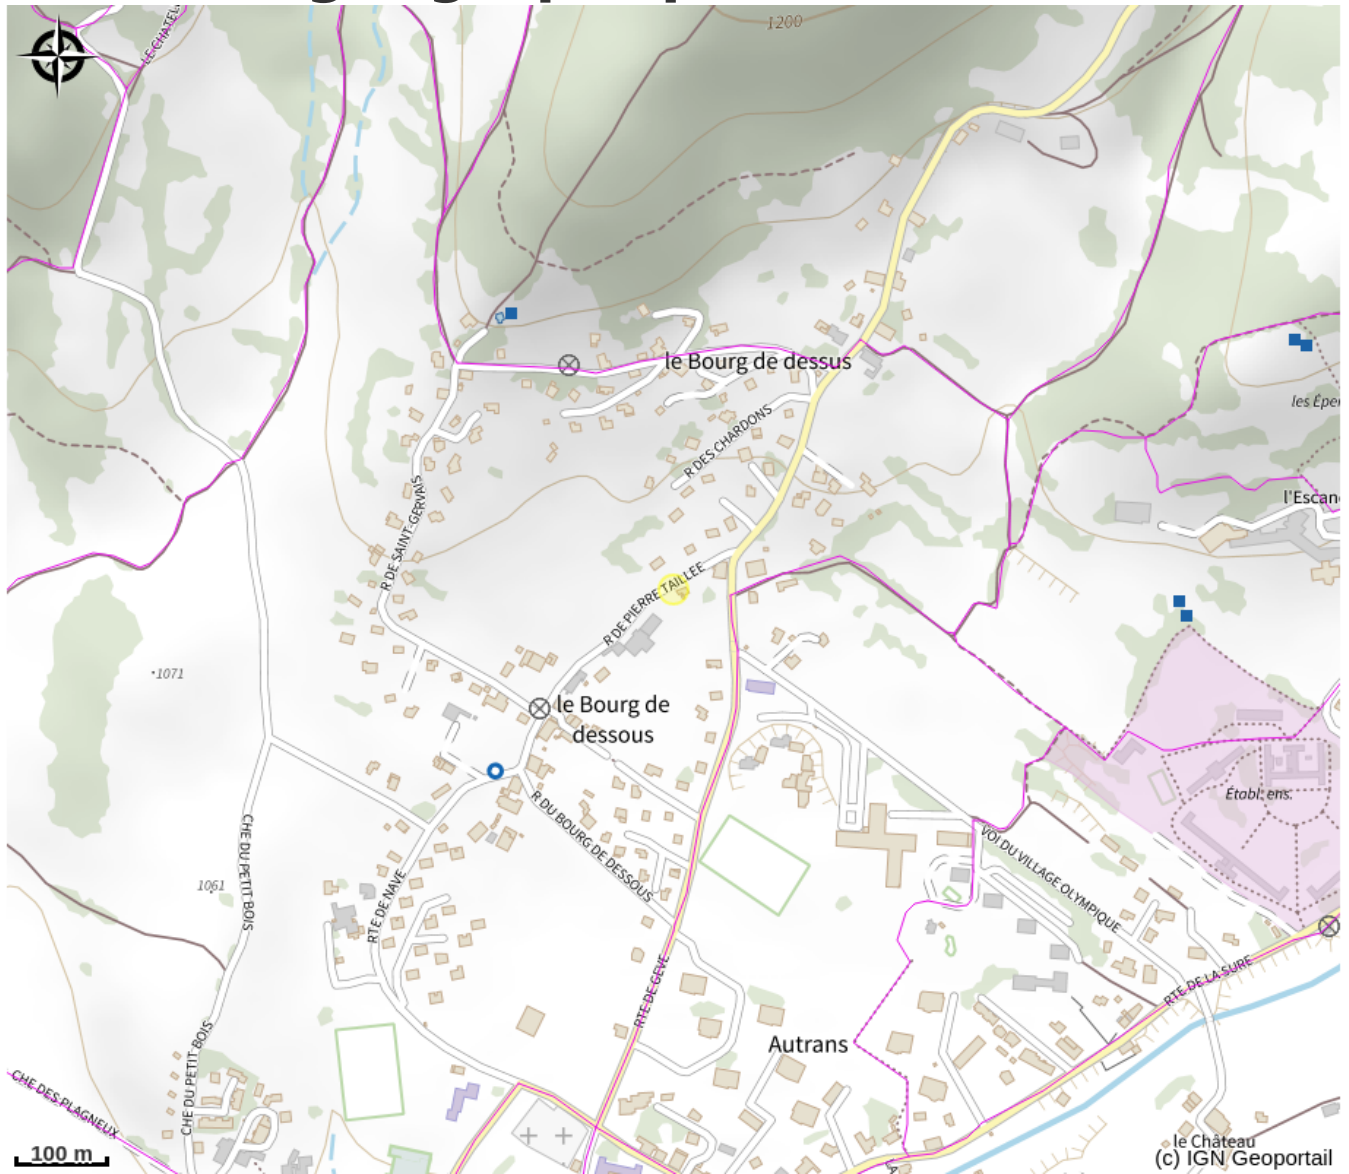 1200
LE CHATEL
le Bourg de dessus
les Épe
R DES CHARDONS
l'Escan
R DE SAINT-GERVAIS
R DE PIERRE TAILLEE
1071
le Bourg de
dessous
Établ. ens.
R DU BOURG DE DESSOUS
VOI DU VILLAGE OLYMPIQUE
CHE DU PETIT BOIS
1061
RTE DE NAVE
RTE DE GEVE
RTE DE LA SURE
Autrans
CHE DU PETIT BOIS
CHE DES PLAGNEUX
le Château
100 m
(c) IGN Geoportail